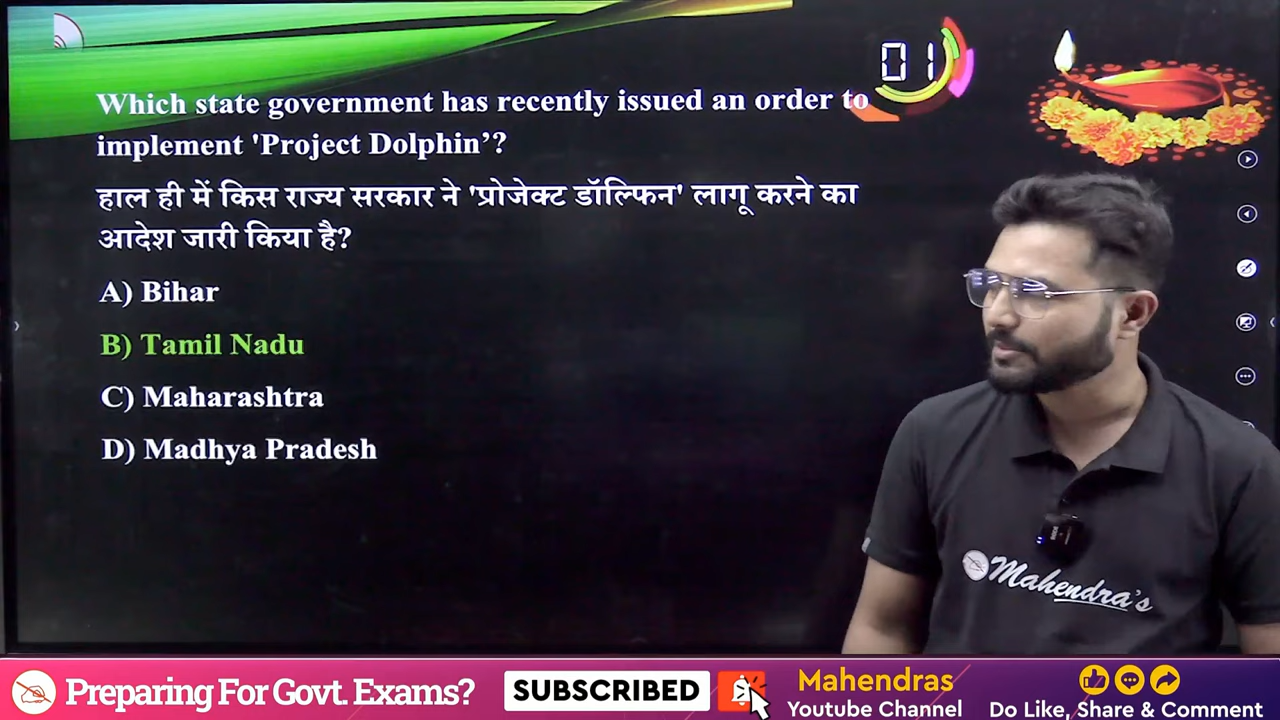 01
Which state government has recently issued an order to
implement 'Project Dolphin’?
हाल ही में किस राज्य सरकार ने 'प्रोजेक्ट डॉल्फिन' लागू करने का
आदेश जारी किया है?
A) Bihar
B) Tamil Nadu
C) Maharashtra
D) Madhya Pradesh
Mahendra's
Preparing For Govt. Exams?
SUBSCRIBED
Mahendras
Youtube Channel
Do Like, Share & Comment